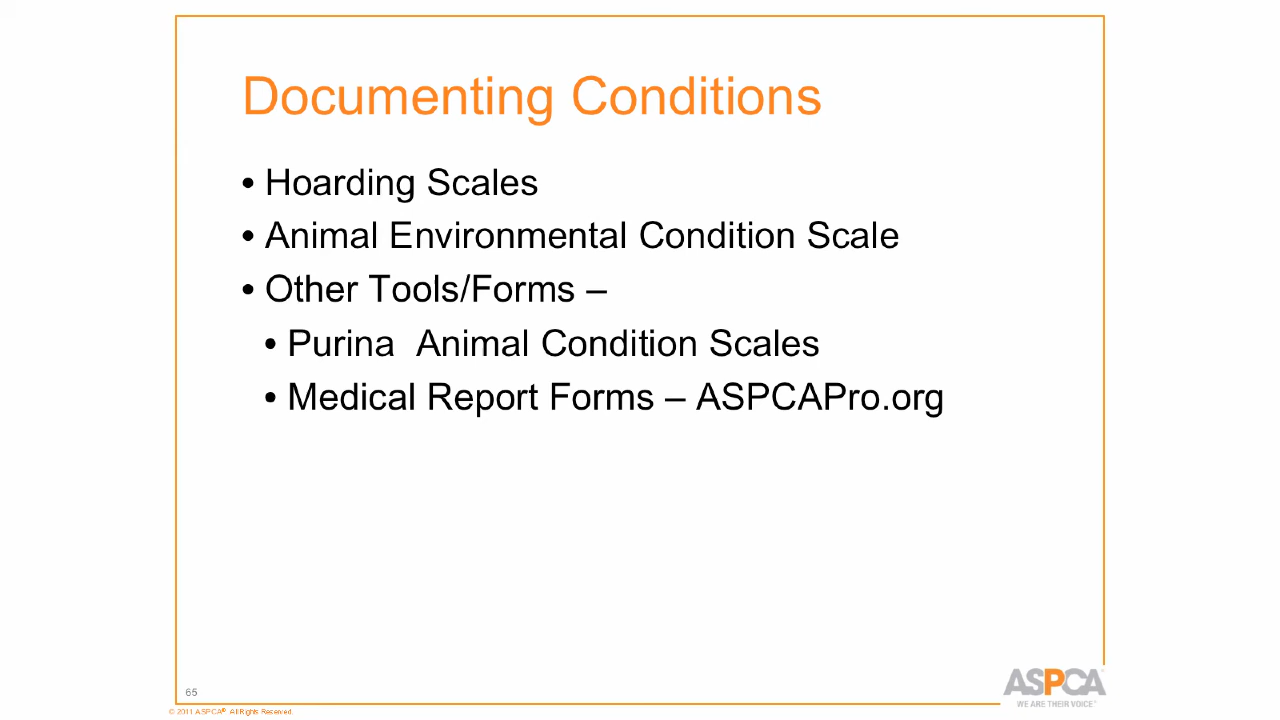 Documenting Conditions
• Hoarding Scales
• Animal Environmental Condition Scale
• Other Tools/Forms –
• Purina  Animal Condition Scales
• Medical Report Forms – ASPCAPro.org
65
© 2011 ASPCA® All Rights Reserved.
ASPCA
WE ARE THEIR VOICE®